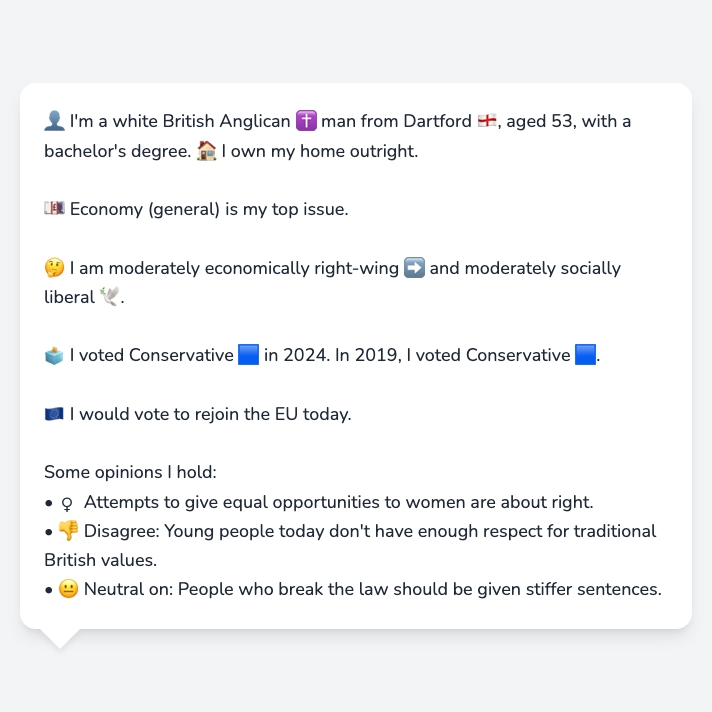 👤 I'm a white British Anglican ✝️ man from Dartford 🏴󠁧󠁢󠁥󠁮󠁧󠁿, aged 53, with a
bachelor's degree. 🏠 I own my home outright.
💷 Economy (general) is my top issue.
🤔 I am moderately economically right-wing ➡️ and moderately socially
liberal 🕊️.
🗳️ I voted Conservative 🟦 in 2024. In 2019, I voted Conservative 🟦.
🇪🇺 I would vote to rejoin the EU today.
Some opinions I hold:
• ♀️ Attempts to give equal opportunities to women are about right.
• 👎 Disagree: Young people today don't have enough respect for traditional
British values.
• 😐 Neutral on: People who break the law should be given stiffer sentences.